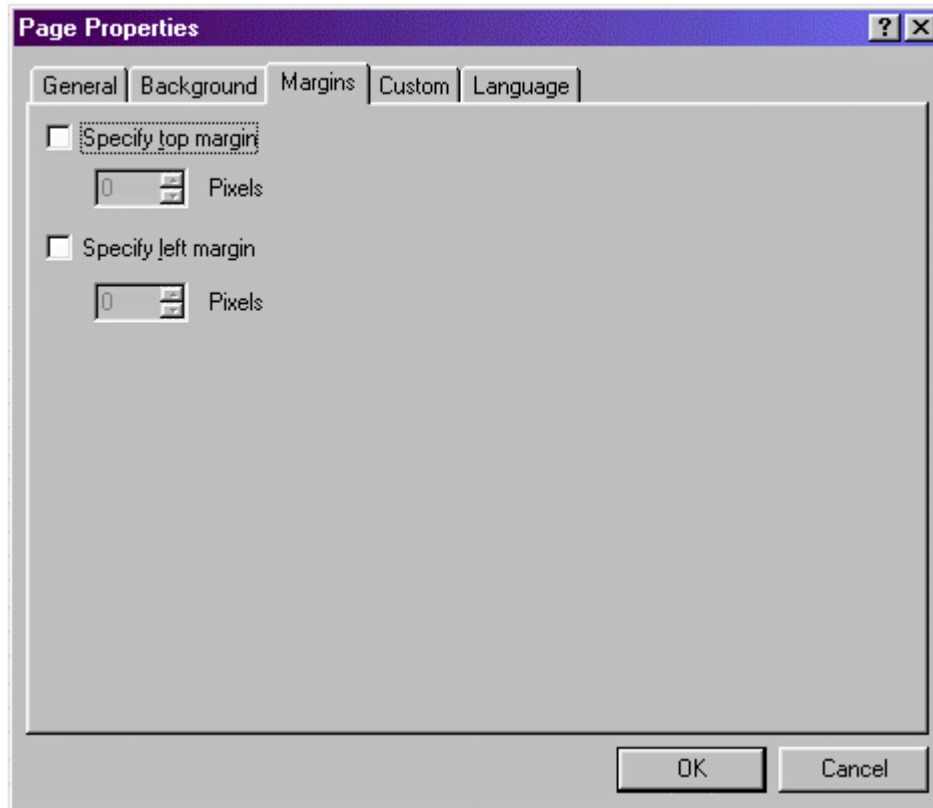 Page Properties
General Background Margins Custom Language
Specify top margin
0 Pixels
Specify left margin
0 Pixels
OK Cancel